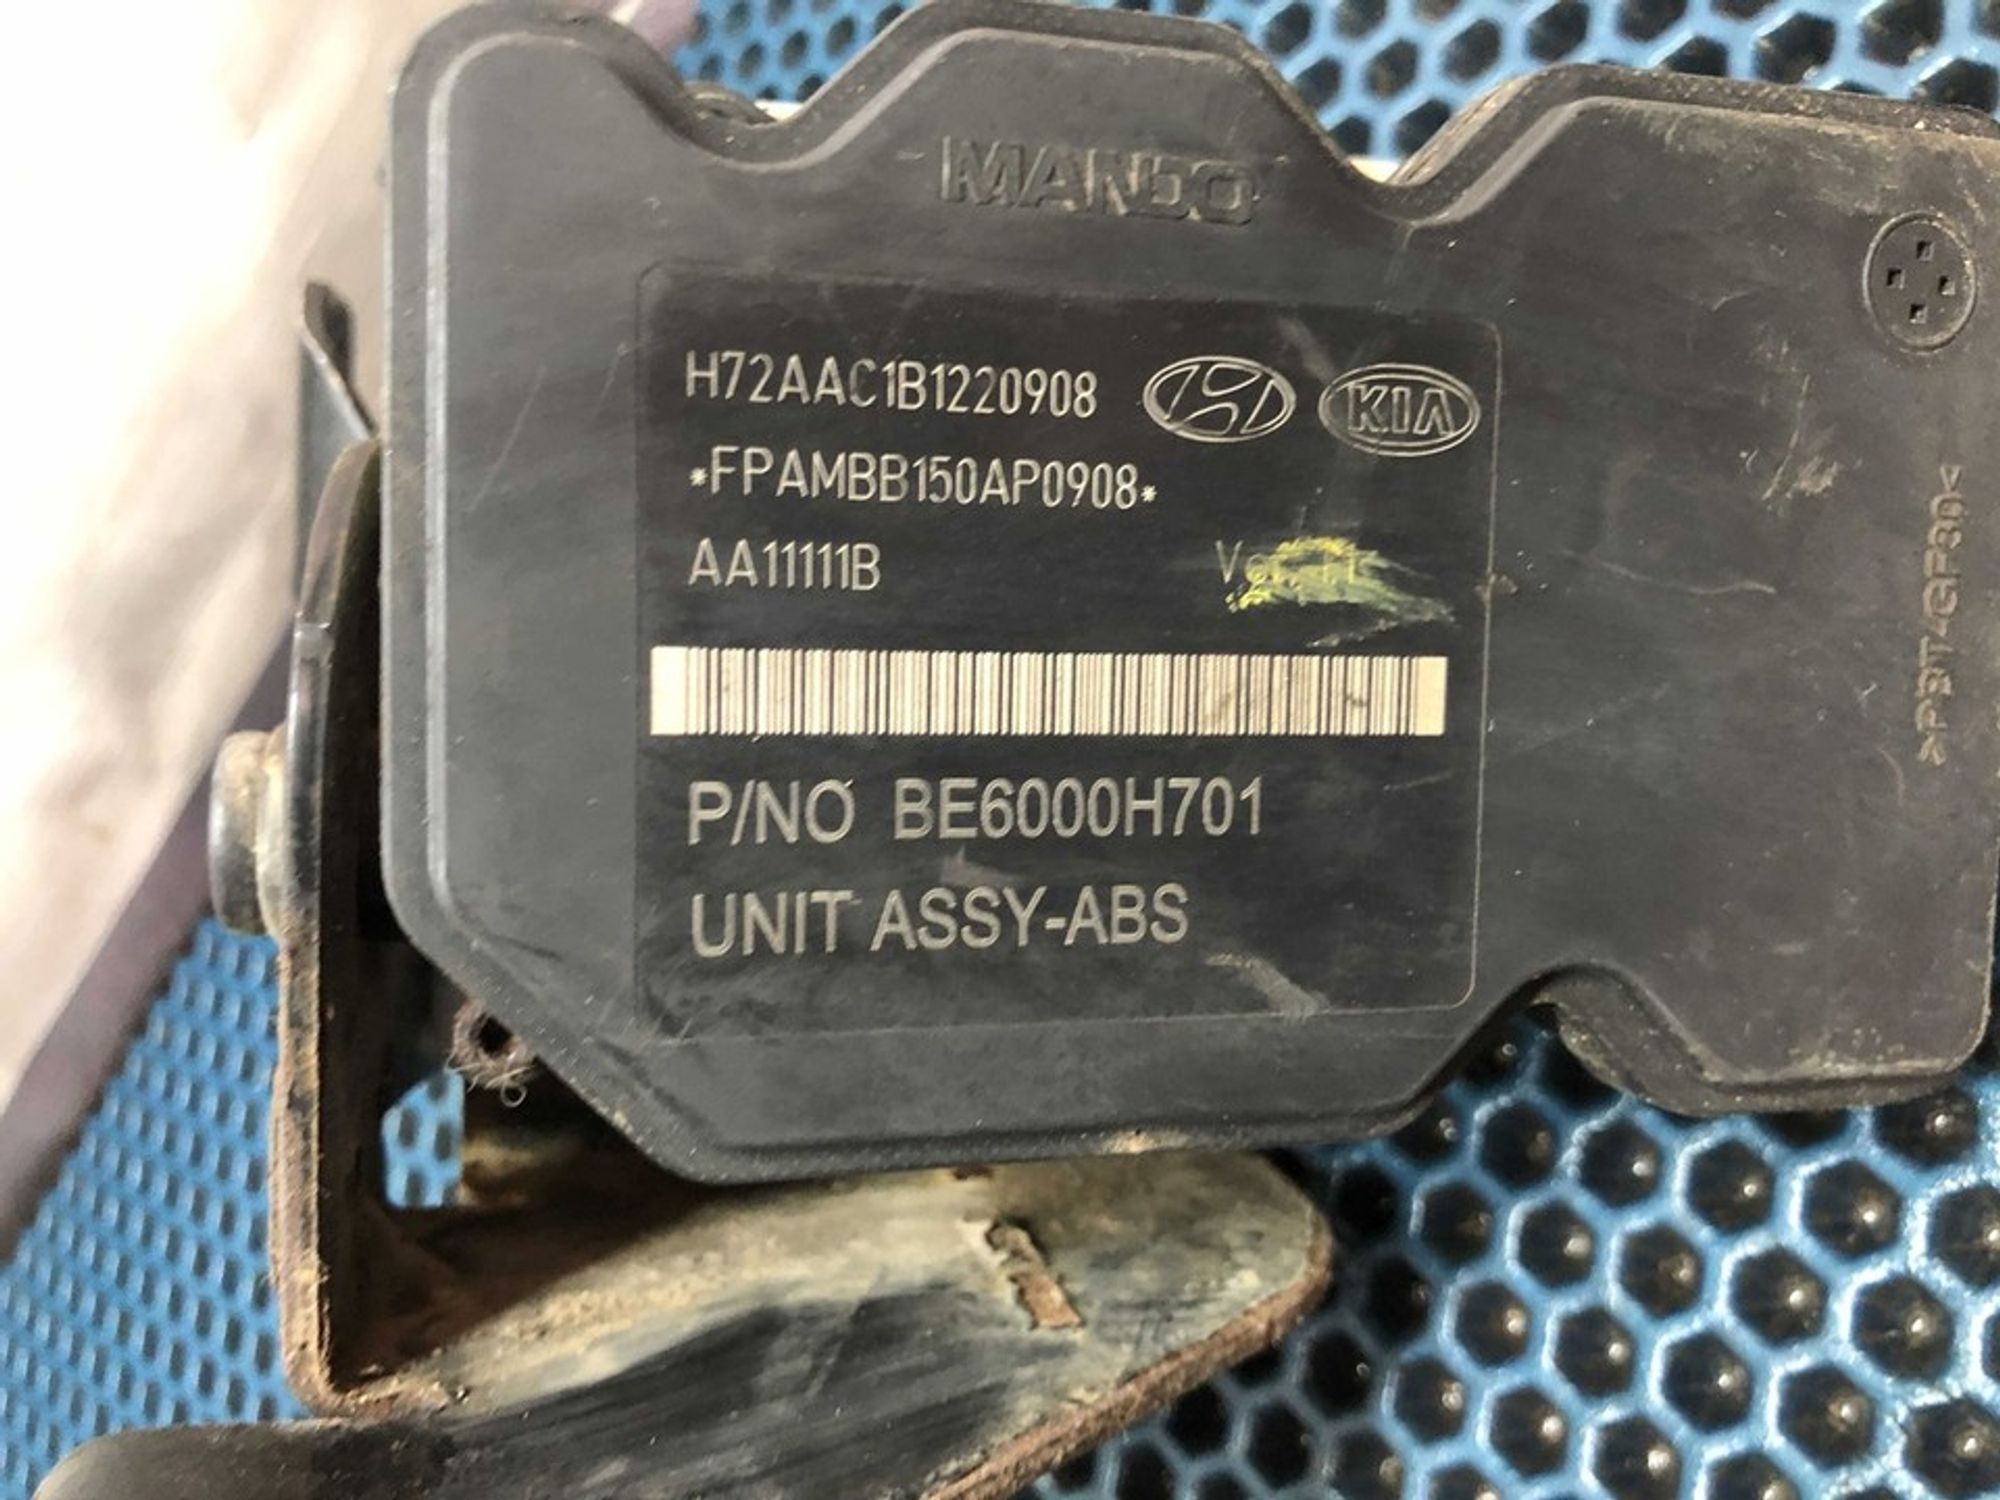 MANDO
H72AAC1B1220908
KIA
*FPAMBB150AP0908*
AA11111B
P/NO BE6000H701
UNIT ASSY-ABS